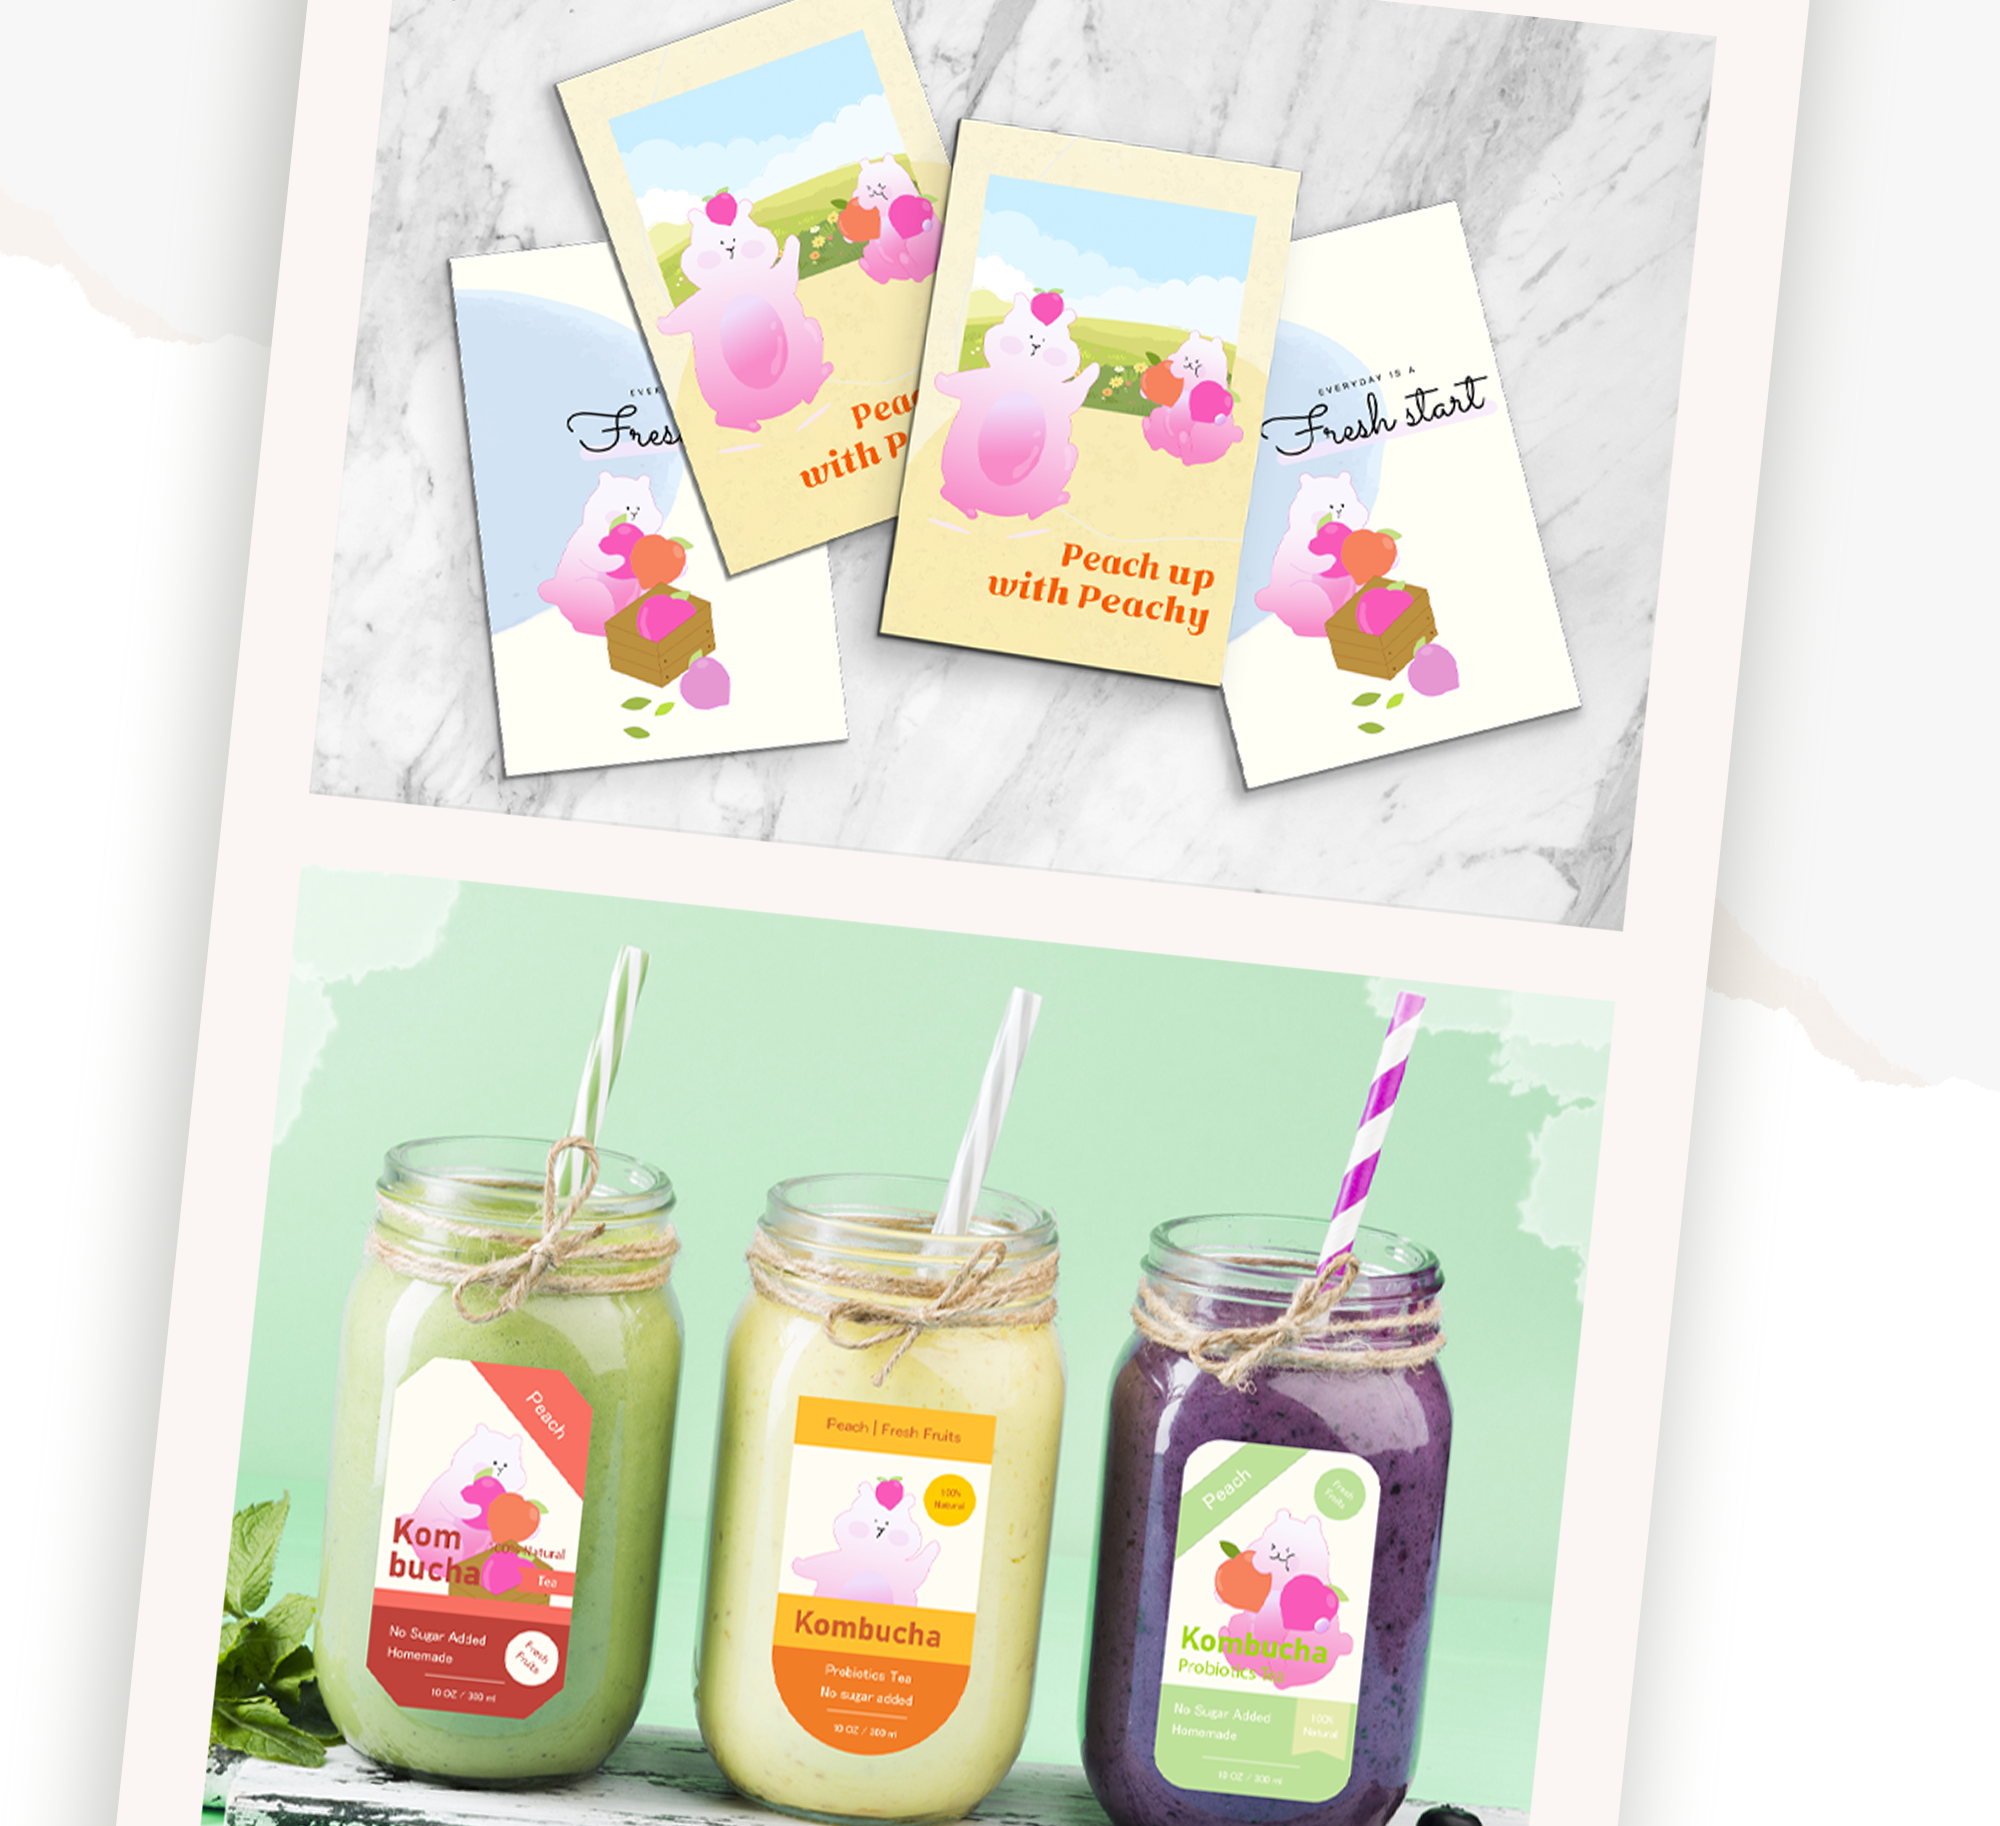 Fres
Peac
with P
Peach up
with Peachy
EVERYDAY IS A
Fresh start
Peach
Kom
bucha
100% Natural
Tea
No Sugar Added
Homemade
Fresh
Fruits
10 OZ / 300 ml
Peach | Fresh Fruits
100%
Natural
Kombucha
Probiotics Tea
No sugar added
10 OZ / 300 ml
Peach
Fresh
Fruits
Kombucha
Probiotics Tea
No Sugar Added
Homemade
100%
Natural
10 OZ / 300 ml